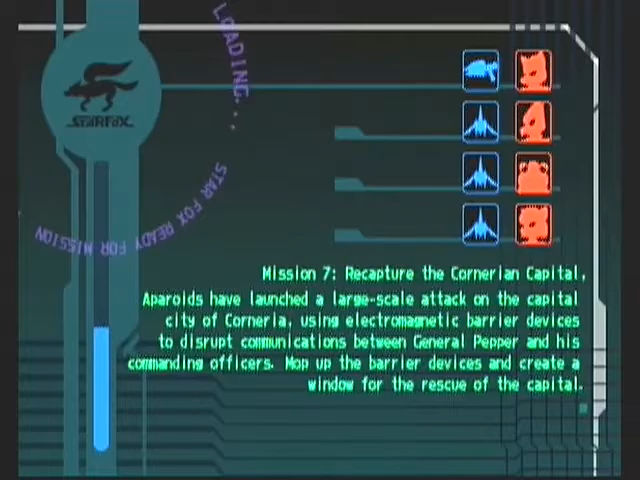 LOADING...
STARFOX
STAR FOX READY FOR MISSION
Mission 7: Recapture the Cornerian Capital.
Aparoids have launched a large-scale attack on the capital
city of Corneria, using electromagnetic barrier devices
to disrupt communications between General Pepper and his
commanding officers. Mop up the barrier devices and create a
window for the rescue of the capital.